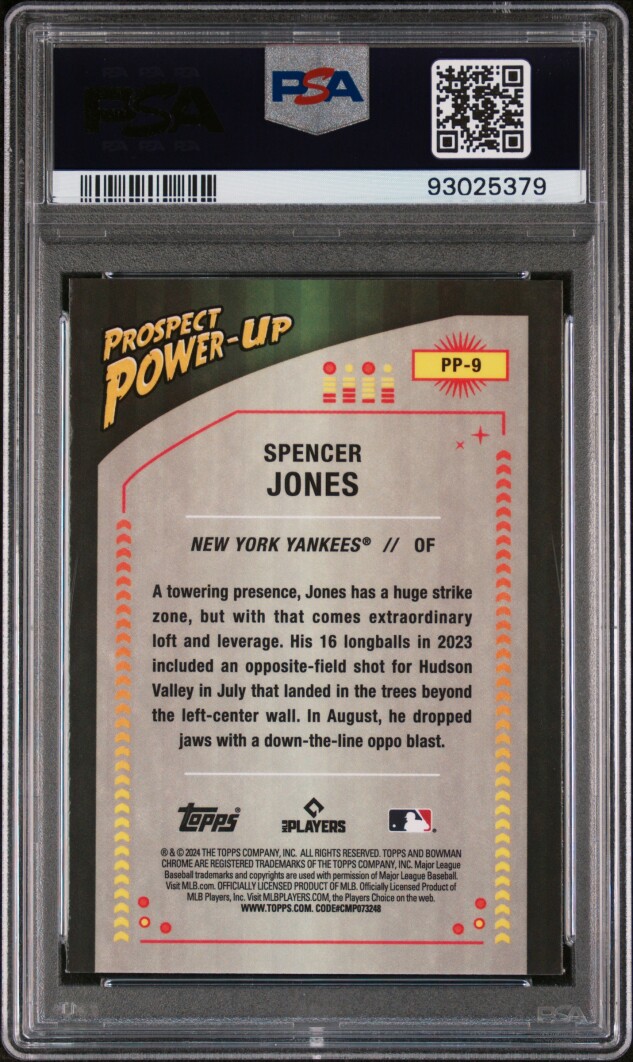 PSA
93025379
PROSPECT
POWER-UP
PP-9
SPENCER
JONES
NEW YORK YANKEES® // OF
A towering presence, Jones has a huge strike
zone, but with that comes extraordinary
loft and leverage. His 16 longballs in 2023
included an opposite-field shot for Hudson
Valley in July that landed in the trees beyond
the left-center wall. In August, he dropped
jaws with a down-the-line oppo blast.
TOPPS® MLB PLAYERS ®
® & © 2024 THE TOPPS COMPANY, INC. ALL RIGHTS RESERVED. TOPPS AND BOWMAN
CHROME ARE REGISTERED TRADEMARKS OF THE TOPPS COMPANY, INC. Major League
Baseball trademarks and copyrights are used with permission of Major League Baseball.
Visit MLB.com. OFFICIALLY LICENSED PRODUCT OF MLB. Officially Licensed Product of
MLB Players, Inc. Visit MLBPLAYERS.COM, the Players Choice on the web.
WWW.TOPPS.COM. CODE#CMP073248
PSA